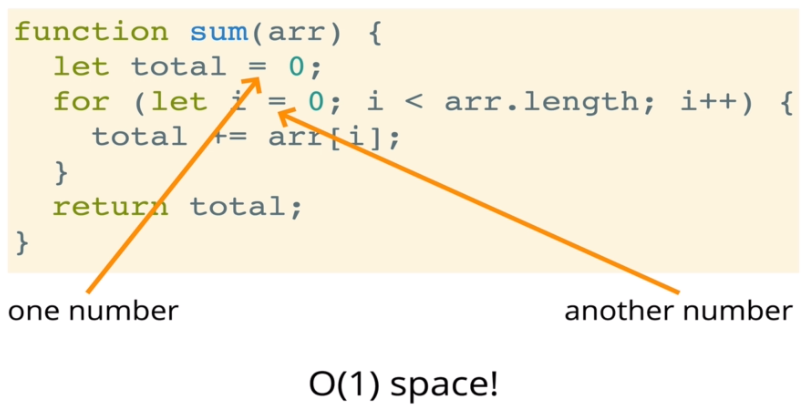 function sum(arr) {
  let total = 0;
  for (let i = 0; i < arr.length; i++) {
    total += arr[i];
  }
  return total;
}
one number
another number
O(1) space!